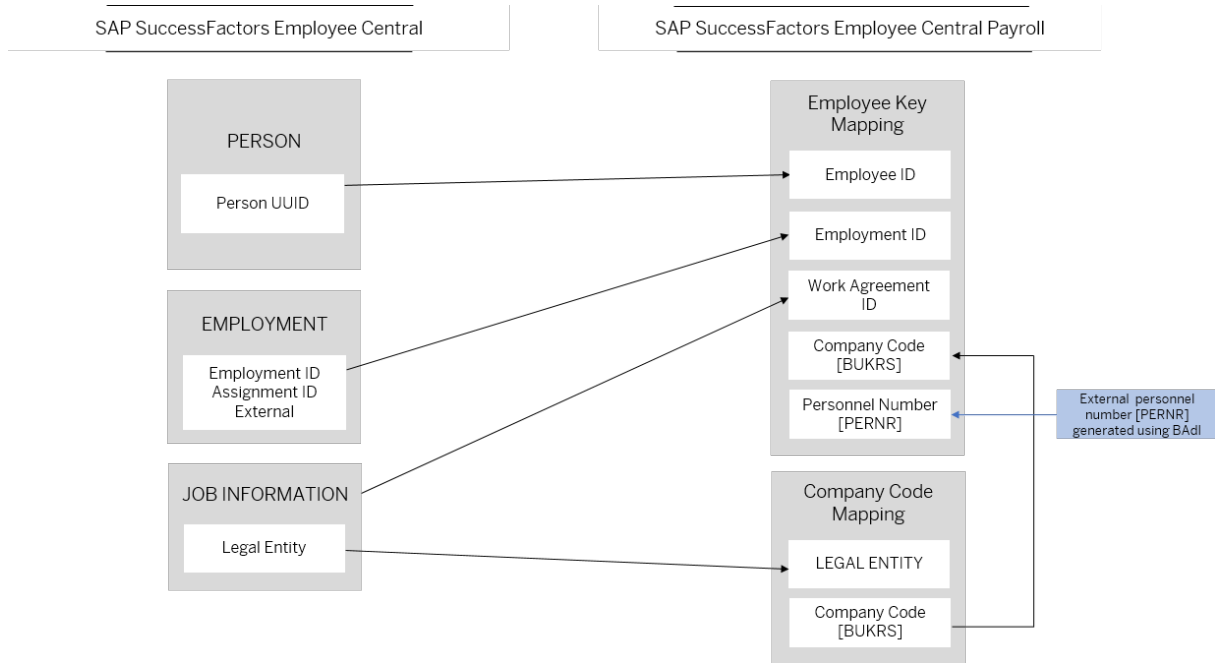 SAP SuccessFactors Employee Central
SAP SuccessFactors Employee Central Payroll
PERSON
Person UUID
EMPLOYMENT
Employment ID
Assignment ID
External
JOB INFORMATION
Legal Entity
Employee Key
Mapping
Employee ID
Employment ID
Work Agreement
ID
Company Code
[BUKRS]
Personnel Number
[PERNR]
External personnel
number [PERNR]
generated using BAdI
Company Code
Mapping
LEGAL ENTITY
Company Code
[BUKRS]